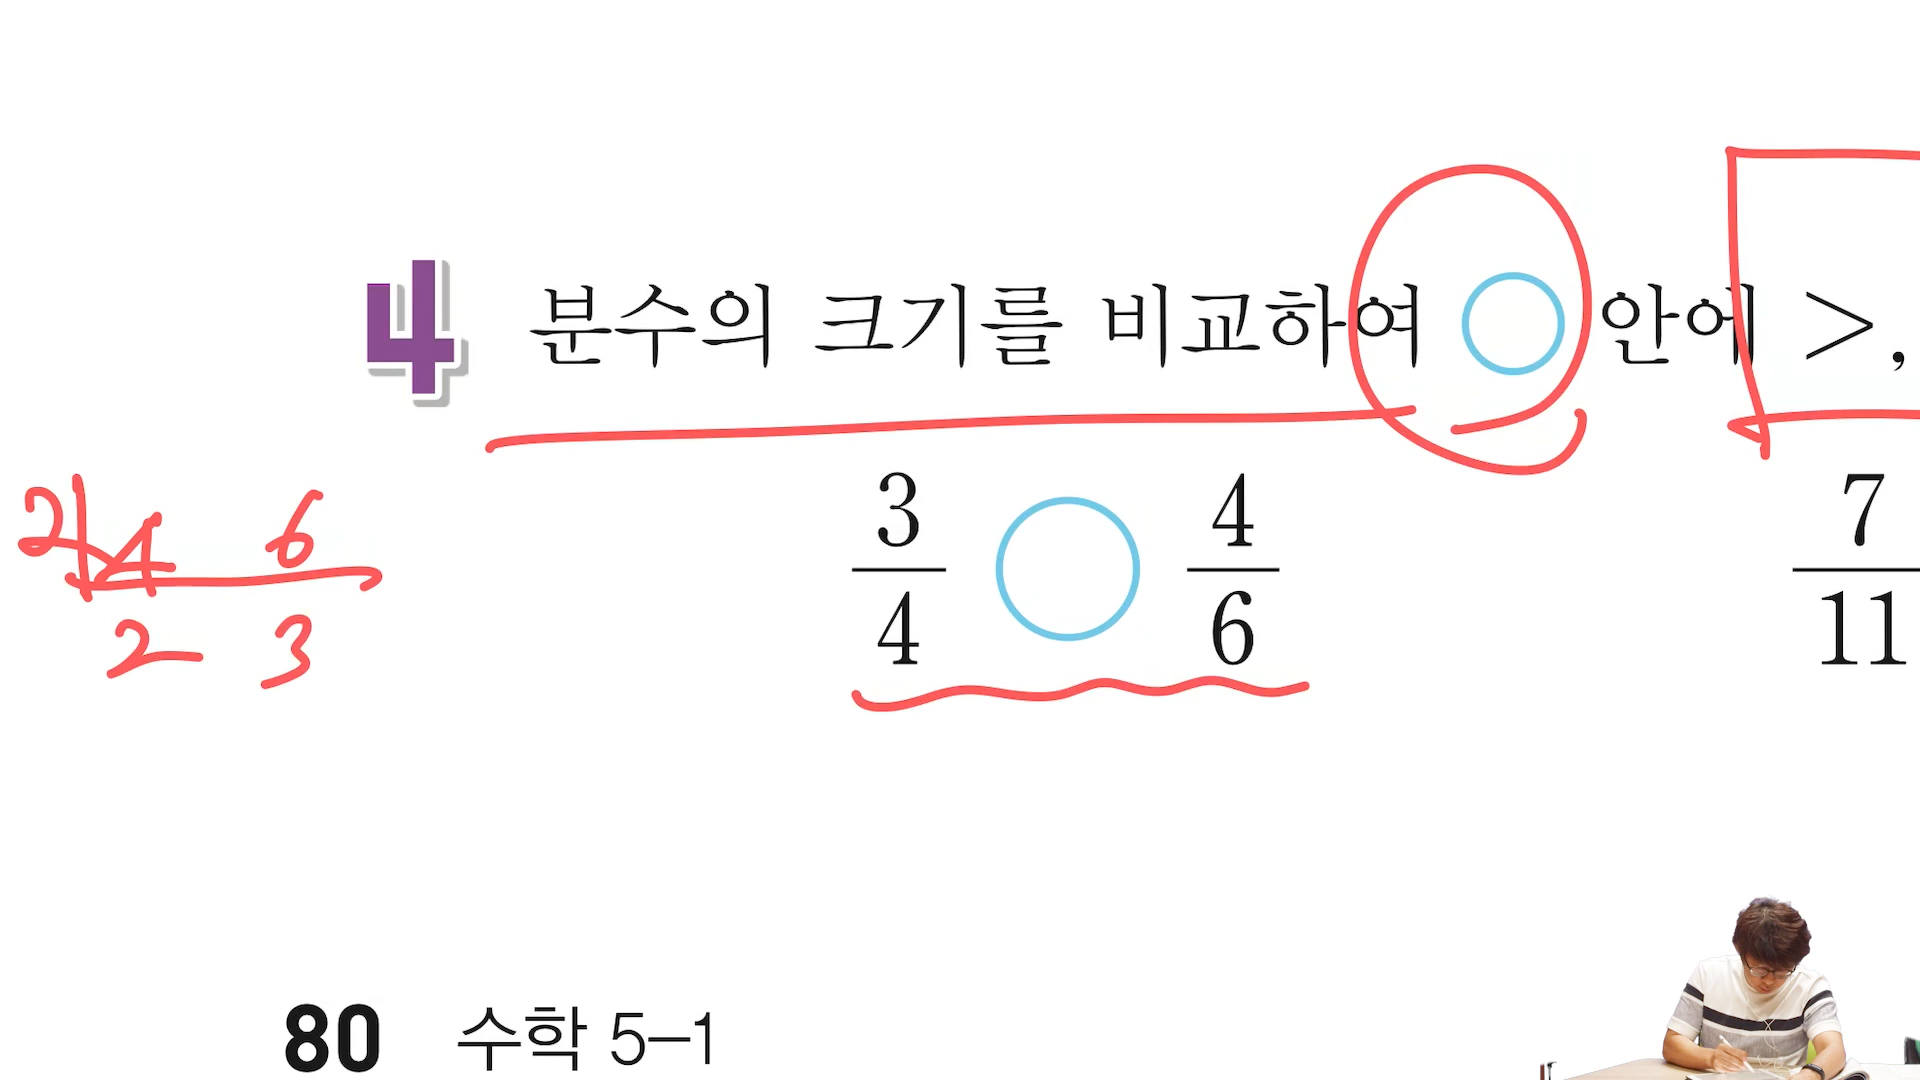 4 분수의 크기를 비교하여 ○ 안에 >,
2 4 6
2 3
3/4 ○ 4/6
7/11
80 수학 5-1